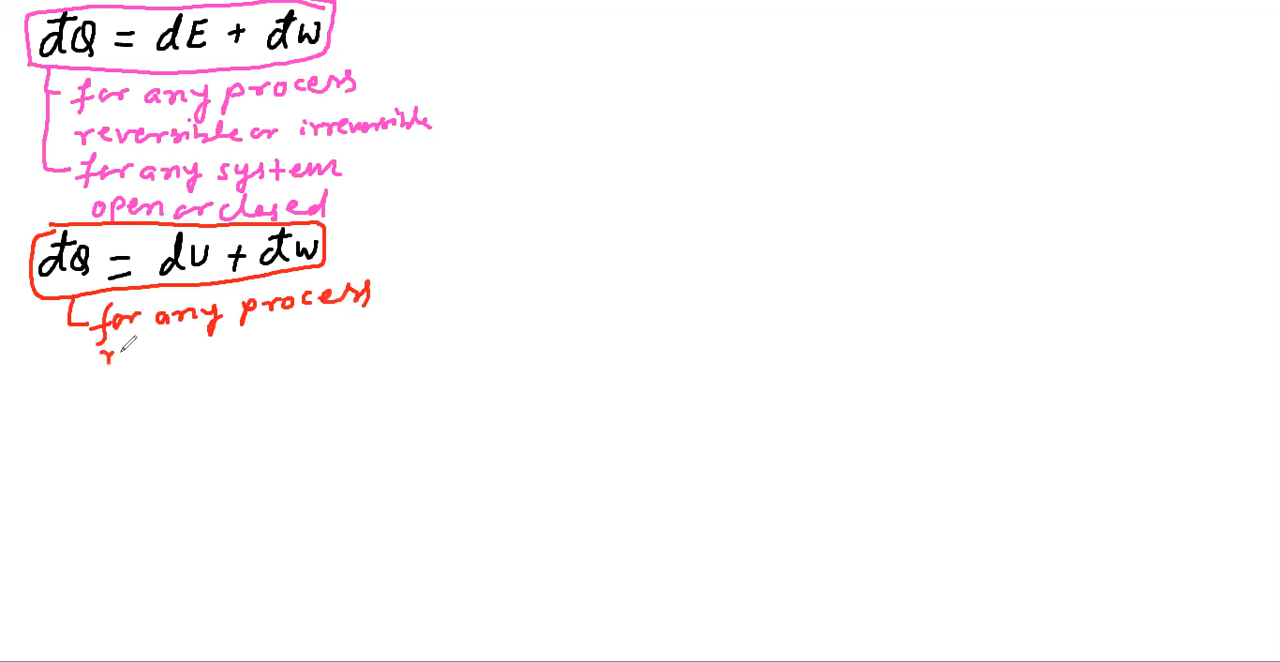 đQ = dE + đW
for any process
reversible or irreversible
for any system
open or closed
đQ = dU + đW
for any process
r